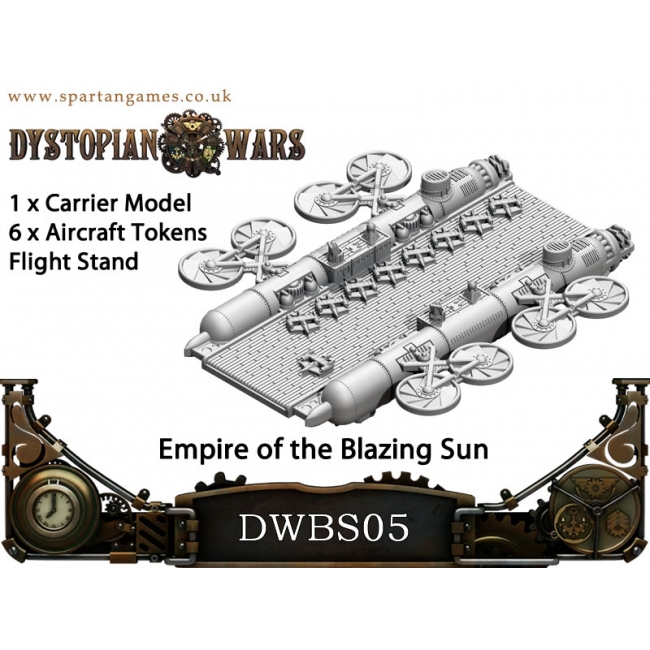 www.spartangames.co.uk
DYSTOPIAN WARS
1 x Carrier Model
6 x Aircraft Tokens
Flight Stand
Empire of the Blazing Sun
DWBS05